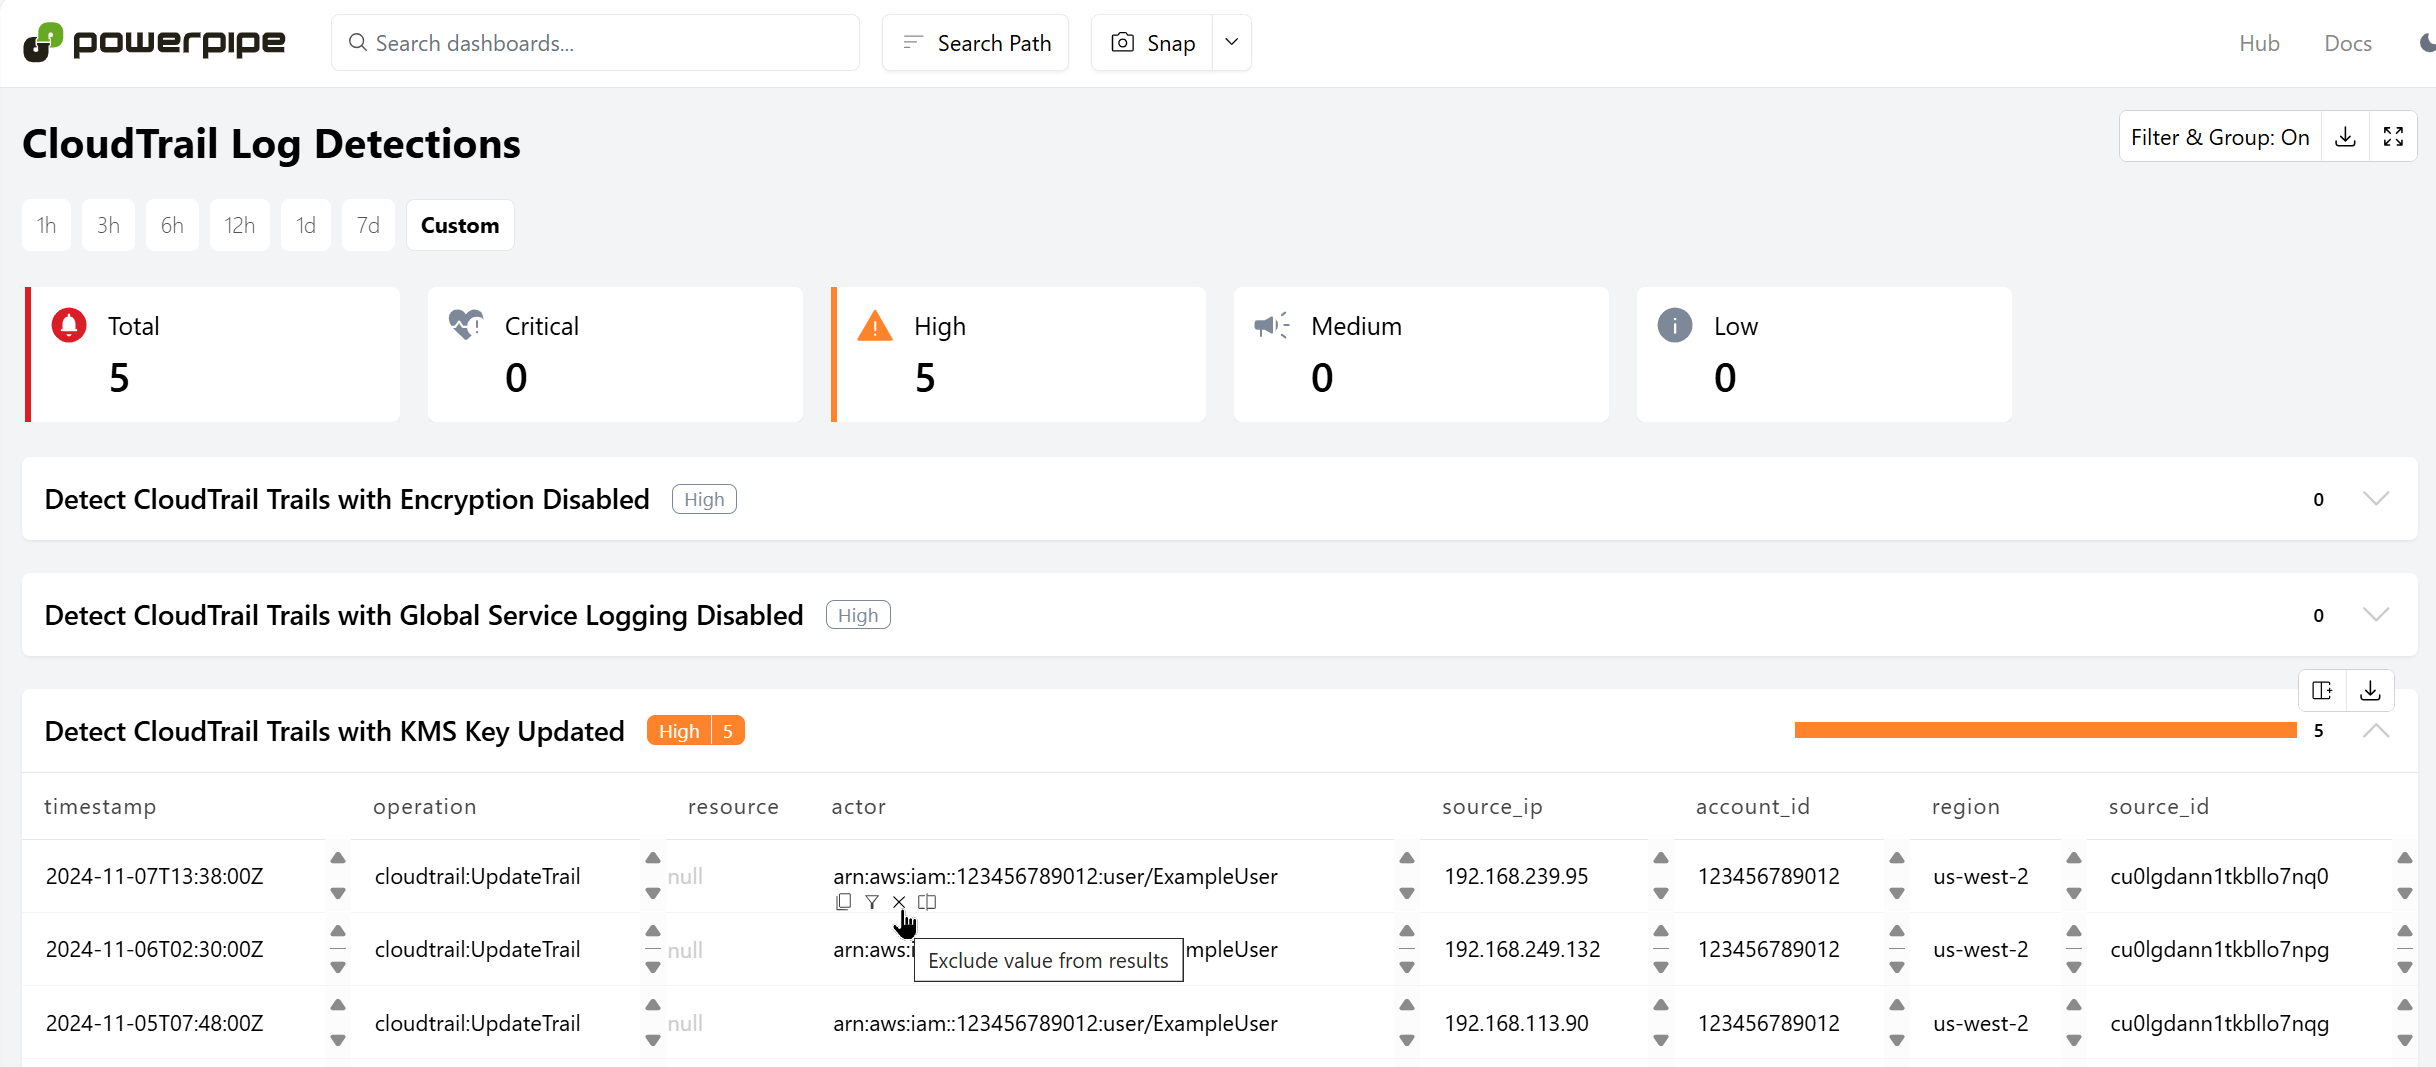 powerpipe Search dashboards... Search Path Snap Hub Docs
CloudTrail Log Detections
Filter & Group: On
1h 3h 6h 12h 1d 7d Custom
Total Critical High Medium Low
5 0 5 0 0
Detect CloudTrail Trails with Encryption Disabled High 0
Detect CloudTrail Trails with Global Service Logging Disabled High 0
Detect CloudTrail Trails with KMS Key Updated High 5 5
timestamp operation resource actor source_ip account_id region source_id
2024-11-07T13:38:00Z cloudtrail:UpdateTrail null arn:aws:iam::123456789012:user/ExampleUser 192.168.239.95 123456789012 us-west-2 cu0lgdann1tkbllo7nq0
2024-11-06T02:30:00Z cloudtrail:UpdateTrail null arn:aws:i mpleUser 192.168.249.132 123456789012 us-west-2 cu0lgdann1tkbllo7npg
Exclude value from results
2024-11-05T07:48:00Z cloudtrail:UpdateTrail null arn:aws:iam::123456789012:user/ExampleUser 192.168.113.90 123456789012 us-west-2 cu0lgdann1tkbllo7nqg